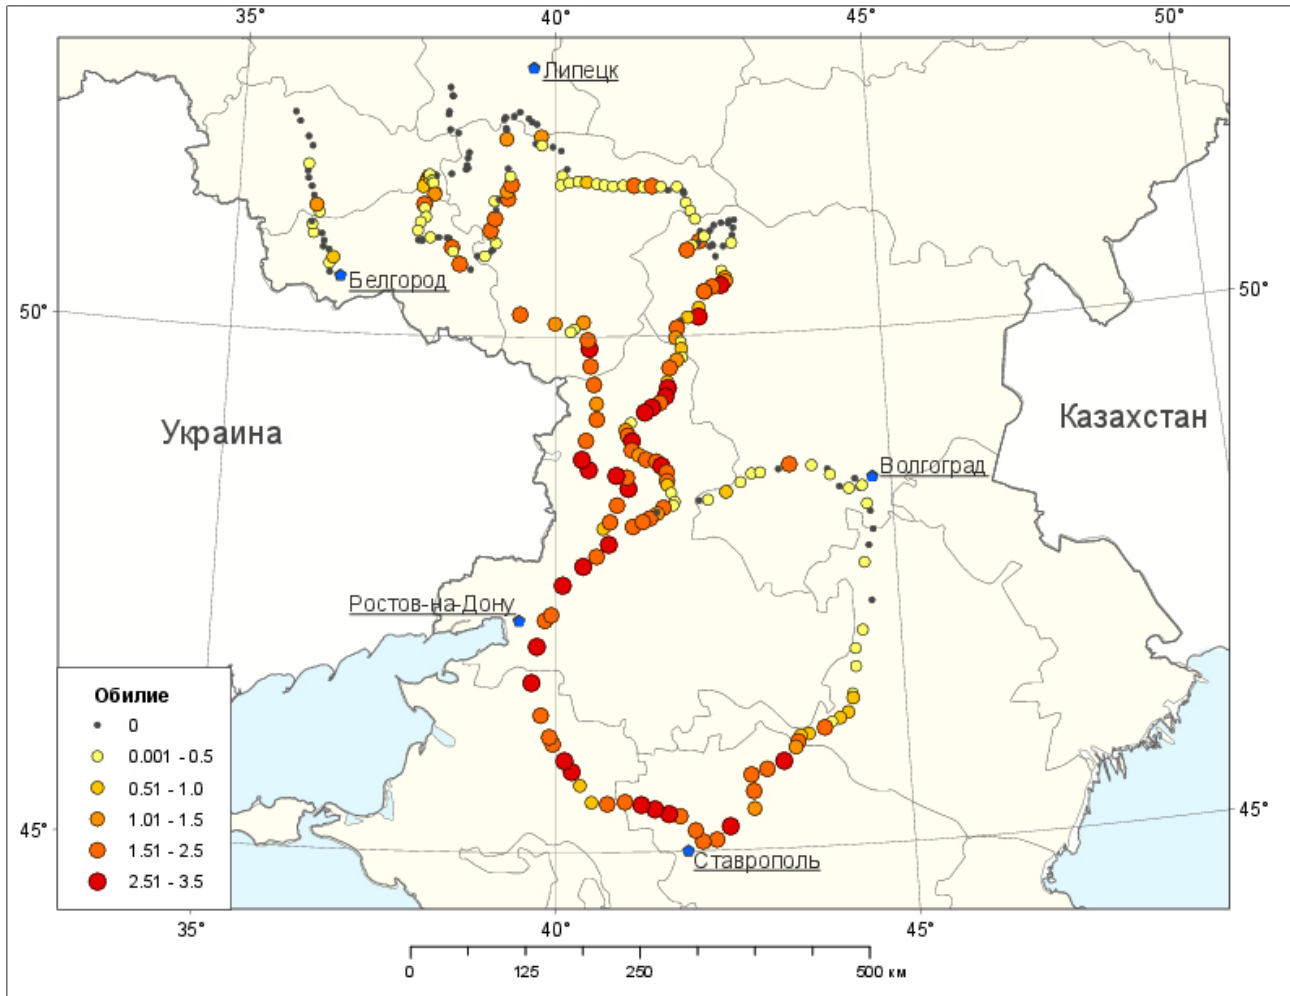 35° 40° 45° 50°
Липецк
Белгород
50° 50°
Украина
Казахстан
Волгоград
Ростов-на-Дону
Обилие
0
0.001 - 0.5
0.51 - 1.0
1.01 - 1.5
1.51 - 2.5
2.51 - 3.5
45° 45°
Ставрополь
35° 40° 45°
0 125 250 500 км